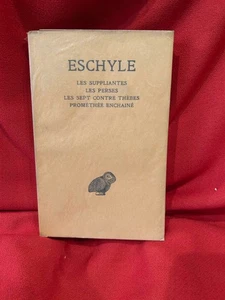 ESCHYLE
LES SUPPLIANTES
LES PERSES
LES SEPT CONTRE THÈBES
PROMÉTHÉE ENCHAÎNÉ